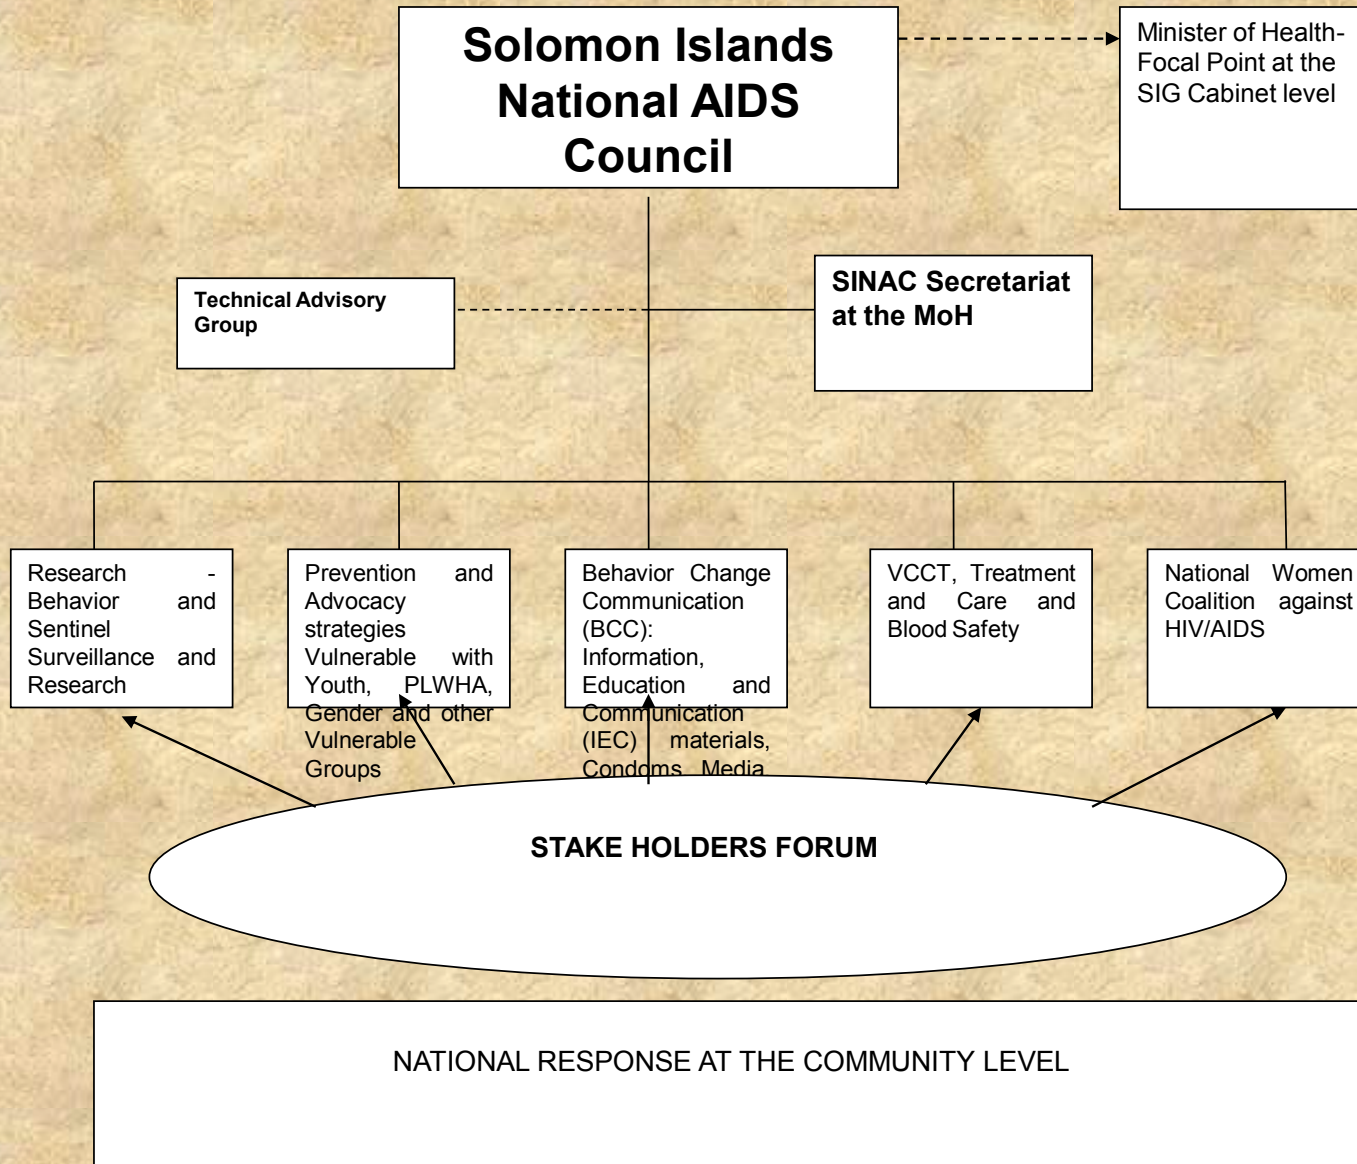 Solomon Islands
National AIDS
Council
Minister of Health-
Focal Point at the
SIG Cabinet level
Technical Advisory
Group
SINAC Secretariat
at the MoH
Research -
Behavior and
Sentinel
Surveillance and
Research
Prevention and
Advocacy
strategies
Vulnerable with
Youth, PLWHA,
Gender and other
Vulnerable
Groups
Behavior Change
Communication
(BCC):
Information,
Education and
Communication
(IEC) materials,
Condoms Media
VCCT, Treatment
and Care and
Blood Safety
National Women
Coalition against
HIV/AIDS
STAKE HOLDERS FORUM
NATIONAL RESPONSE AT THE COMMUNITY LEVEL